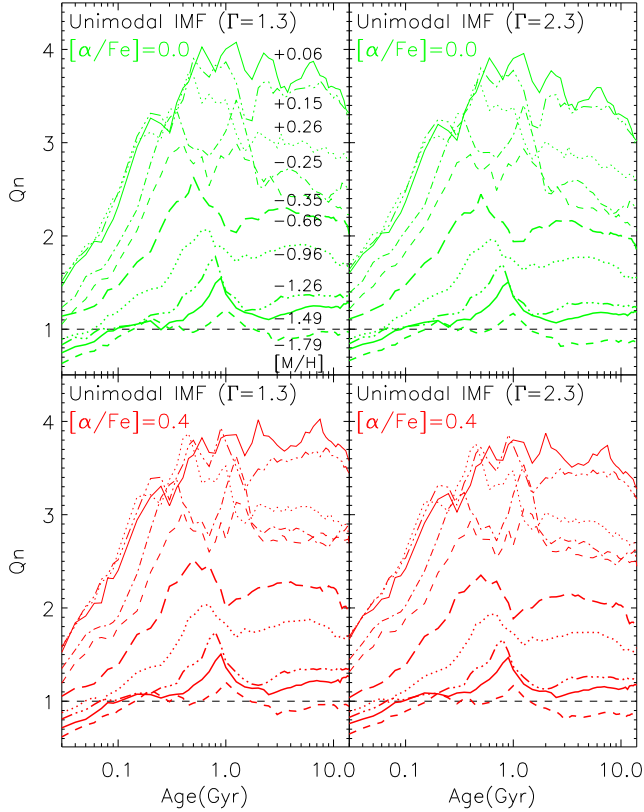 Unimodal IMF (Γ=1.3)
[α/Fe]=0.0
+0.06
+0.15
+0.26
−0.25
−0.35
−0.66
−0.96
−1.26
−1.49
−1.79
[M/H]
Qn
4
3
2
1
Unimodal IMF (Γ=2.3)
[α/Fe]=0.0
Unimodal IMF (Γ=1.3)
[α/Fe]=0.4
Qn
4
3
2
1
0.1
1.0
10.0
Age(Gyr)
Unimodal IMF (Γ=2.3)
[α/Fe]=0.4
0.1
1.0
10.0
Age(Gyr)